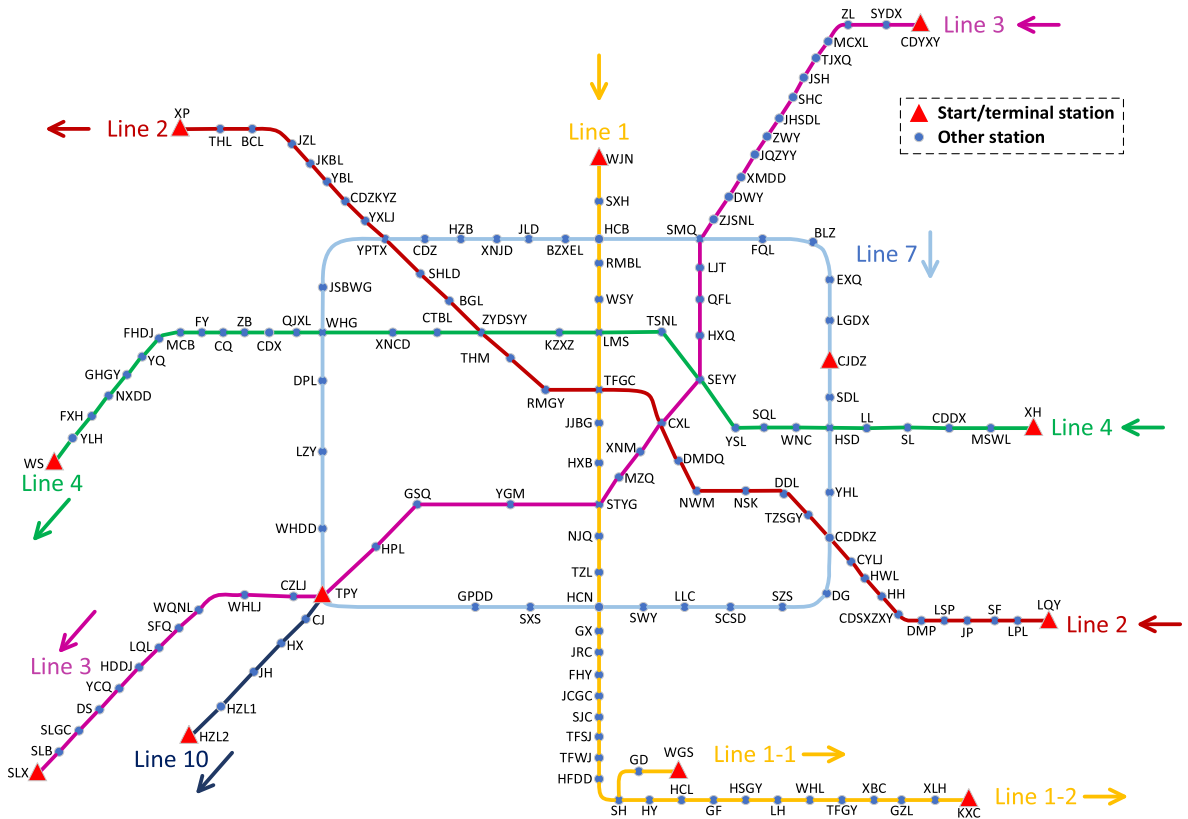 ZL SYDX
Line 3
CDYXY
MCXL
TJXQ
JSH
SHC
JHSDL
ZWY
JQZYY
XMDD
DWY
ZJSNL
Start/terminal station
Other station
XP
Line 2
THL BCL
JZL
JKBL
YBL
CDZKYZ
YXLJ
Line 1
WJN
SXH
YPTX CDZ HZB XNJD JLD BZXEL HCB SMQ FQL BLZ
Line 7
RMBL LJT
EXQ
SHLD
JSBWG
BGL
WSY QFL
LGDX
FHDJ MCB FY CQ ZB CDX QJXL WHG XNCD CTBL ZYDSYY KZXZ LMS TSNL HXQ
YQ
THM
CJDZ
GHGY
DPL
SEYY
NXDD
RMGY TFGC
SDL
FXH
JJBG CXL
YSL SQL WNC HSD LL SL CDDX MSWL XH
Line 4
YLH
LZY
XNM
WS
HXB DMDQ
Line 4
MZQ
GSQ YGM STYG
NWM NSK DDL YHL
TZSGY
WHDD
NJQ
CDDKZ
HPL
CYLJ
TZL
HWL
WQNL WHLJ CZLJ TPY
GPDD SXS HCN SWY LLC SCSD SZS DG
HH
CDSXZXY
DMP LSP JP SF LPL LQY
Line 2
CJ
SFQ
GX
LQL
HX
JRC
Line 3
HDDJ
JH
FHY
YCQ
JCGC
DS
HZL1
SJC
SLGC
HZL2
TFSJ
SLB
Line 10
TFWJ
SLX
HFDD
GD WGS
Line 1-1
SH HY HCL GF HSGY LH WHL TFGY XBC GZL XLH KXC
Line 1-2